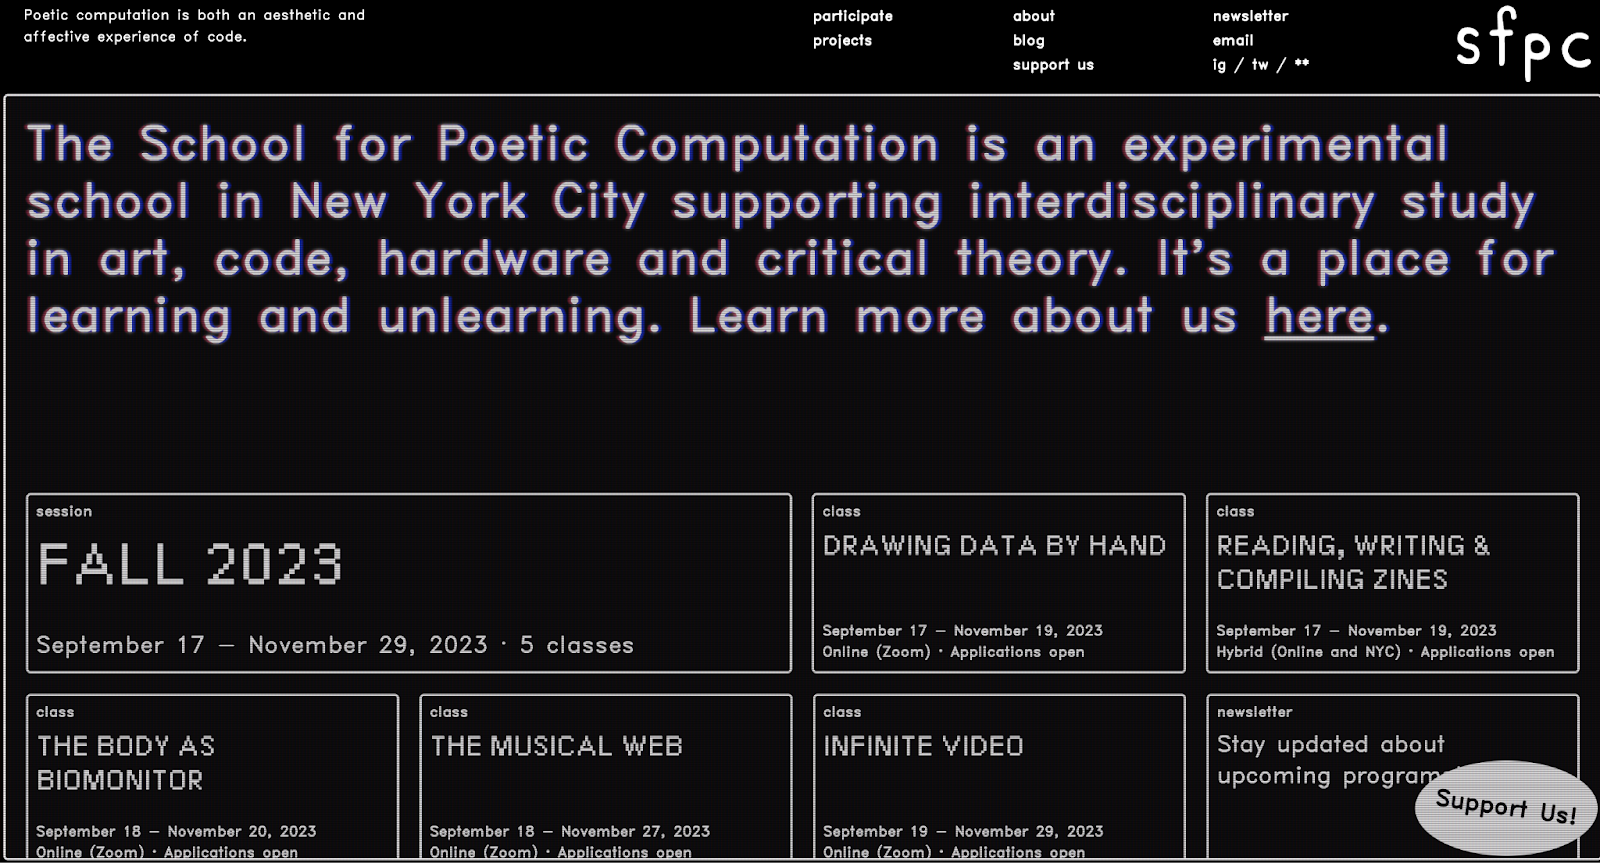 Poetic computation is both an aesthetic and
affective experience of code.
participate
projects
about
blog
support us
newsletter
email
ig / tw / **
sfpc
The School for Poetic Computation is an experimental
school in New York City supporting interdisciplinary study
in art, code, hardware and critical theory. It’s a place for
learning and unlearning. Learn more about us here.
session
FALL 2023
September 17 – November 29, 2023 · 5 classes
class
DRAWING DATA BY HAND
September 17 – November 19, 2023
Online (Zoom) · Applications open
class
READING, WRITING &
COMPILING ZINES
September 17 – November 19, 2023
Hybrid (Online and NYC) · Applications open
class
THE BODY AS
BIOMONITOR
September 18 – November 20, 2023
Online (Zoom) · Applications open
class
THE MUSICAL WEB
September 18 – November 27, 2023
Online (Zoom) · Applications open
class
INFINITE VIDEO
September 19 – November 29, 2023
Online (Zoom) · Applications open
newsletter
Stay updated about
upcoming
Support Us!